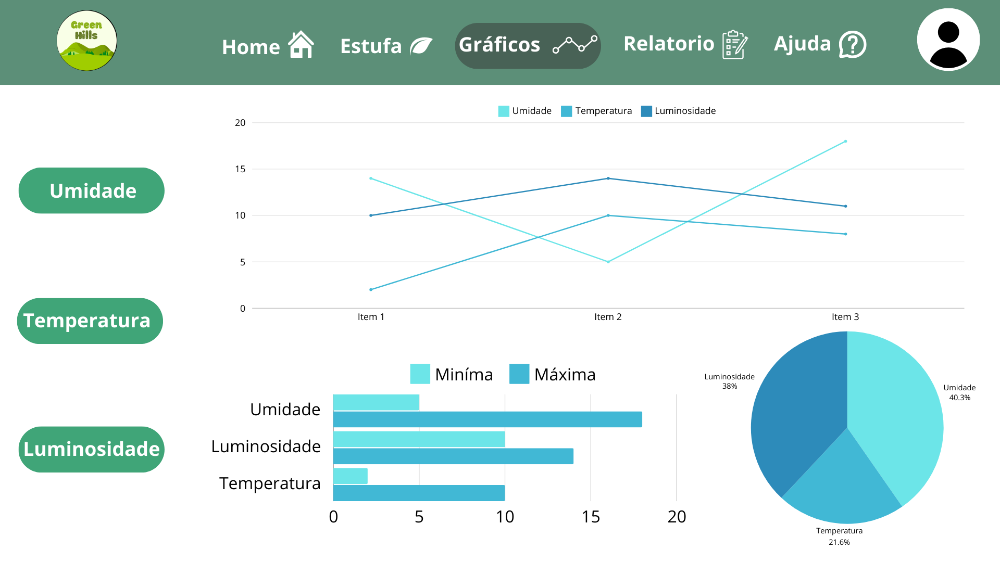 Green
Hills
Home
Estufa
Gráficos
Relatorio
Ajuda
Umidade
Temperatura
Luminosidade
Umidade Temperatura Luminosidade
20
15
10
5
0
Item 1 Item 2 Item 3
Miníma Máxima
Umidade
Luminosidade
Temperatura
0 5 10 15 20
Luminosidade
38%
Umidade
40.3%
Temperatura
21.6%